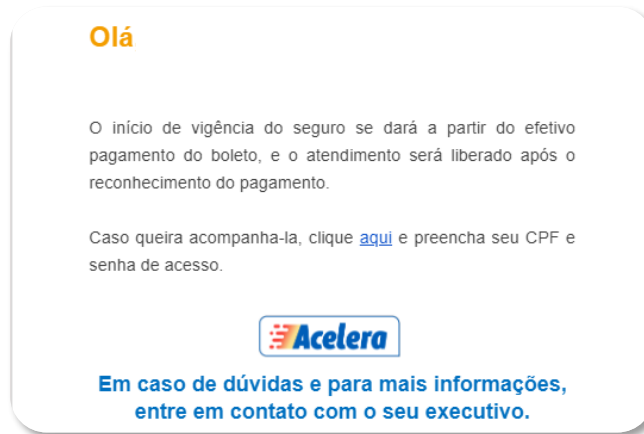 Olá
O início de vigência do seguro se dará a partir do efetivo
pagamento do boleto, e o atendimento será liberado após o
reconhecimento do pagamento.
Caso queira acompanha-la, clique aqui e preencha seu CPF e
senha de acesso.
Acelera
Em caso de dúvidas e para mais informações,
entre em contato com o seu executivo.